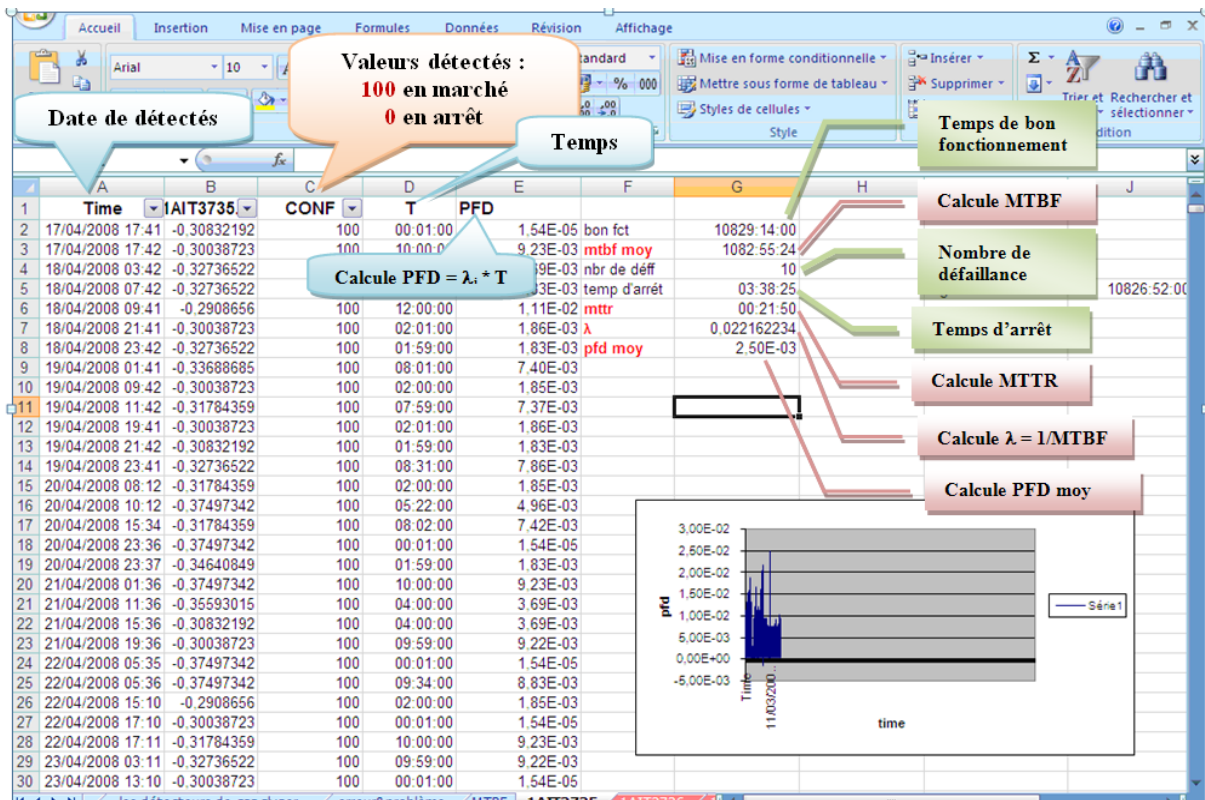 Accueil Insertion Mise en page Formules Données Révision Affichage
Arial 10
Mise en forme conditionnelle
Mettre sous forme de tableau
Styles de cellules
Style
% 000
Insérer
Supprimer
Σ
Trier et Rechercher et
sélectionner
Valeurs détectés :
100 en marché
0 en arrêt
Date de détectés
Temps
Temps de bon
fonctionnement
fx
A B C D E F G H J
1 Time 1AIT3735. CONF T PFD
2 17/04/2008 17:41 -0,30832192 100 00:01:00 1,54E-05 bon fct 10829:14:00
3 17/04/2008 17:42 -0,30038723 100 10:00:00 9,23E-03 mtbf moy 1082:55:24
4 18/04/2008 03:42 -0,32736522 nbr de déff 10
5 18/04/2008 07:42 -0,32736522 temp d'arrét 03:38:25 10826:52:00
6 18/04/2008 09:41 -0,2908656 100 12:00:00 1,11E-02 mttr 00:21:50
7 18/04/2008 21:41 -0,30038723 100 02:01:00 1,86E-03 λ 0,022162234
8 18/04/2008 23:42 -0,32736522 100 01:59:00 1,83E-03 pfd moy 2,50E-03
9 19/04/2008 01:41 -0,33688685 100 08:01:00 7,40E-03
10 19/04/2008 09:42 -0,30038723 100 02:00:00 1,85E-03
11 19/04/2008 11:42 -0,31784359 100 07:59:00 7,37E-03
12 19/04/2008 19:41 -0,30038723 100 02:01:00 1,86E-03
13 19/04/2008 21:42 -0,30832192 100 01:59:00 1,83E-03
14 19/04/2008 23:41 -0,32736522 100 08:31:00 7,86E-03
15 20/04/2008 08:12 -0,31784359 100 02:00:00 1,85E-03
16 20/04/2008 10:12 -0,37497342 100 05:22:00 4,96E-03
17 20/04/2008 15:34 -0,31784359 100 08:02:00 7,42E-03
18 20/04/2008 23:36 -0,37497342 100 00:01:00 1,54E-05
19 20/04/2008 23:37 -0,34640849 100 01:59:00 1,83E-03
20 21/04/2008 01:36 -0,37497342 100 10:00:00 9,23E-03
21 21/04/2008 11:36 -0,35593015 100 04:00:00 3,69E-03
22 21/04/2008 15:36 -0,30832192 100 04:00:00 3,69E-03
23 21/04/2008 19:36 -0,30038723 100 09:59:00 9,22E-03
24 22/04/2008 05:35 -0,37497342 100 00:01:00 1,54E-05
25 22/04/2008 05:36 -0,37497342 100 09:34:00 8,83E-03
26 22/04/2008 15:10 -0,2908656 100 02:00:00 1,85E-03
27 22/04/2008 17:10 -0,30038723 100 00:01:00 1,54E-05
28 22/04/2008 17:11 -0,31784359 100 10:00:00 9,23E-03
29 23/04/2008 03:11 -0,32736522 100 09:59:00 9,22E-03
30 23/04/2008 13:10 -0,30038723 100 00:01:00 1,54E-05
Calcule PFD = λi * T
Calcule MTBF
Nombre de
défaillance
Temps d'arrêt
Calcule MTTR
Calcule λ = 1/MTBF
Calcule PFD moy
3,00E-02
2,50E-02
2,00E-02
1,50E-02
1,00E-02
5,00E-03
0,00E+00
-5,00E-03
pfd
Time
11/03/200...
time
Série1
MTBF 1AIT3735